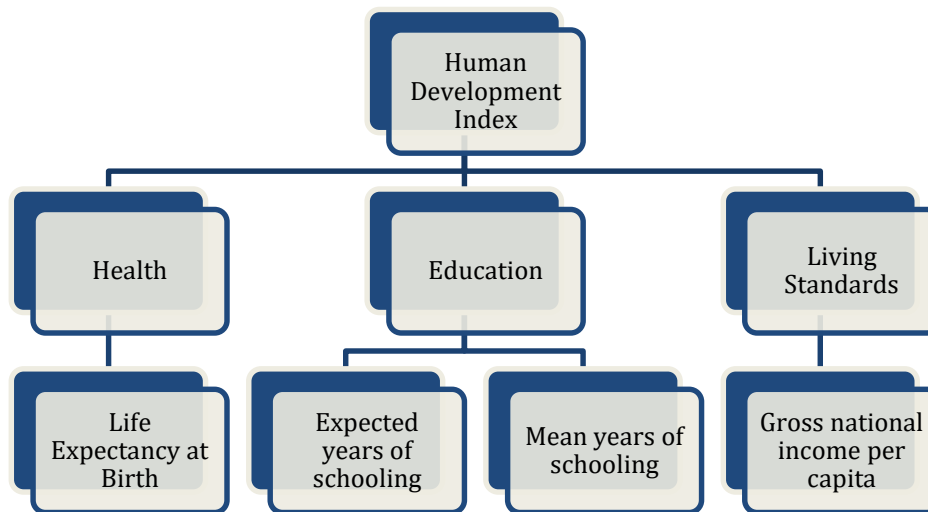 Human
Development
Index
Health
Education
Living
Standards
Life
Expectancy at
Birth
Expected
years of
schooling
Mean years of
schooling
Gross national
income per
capita